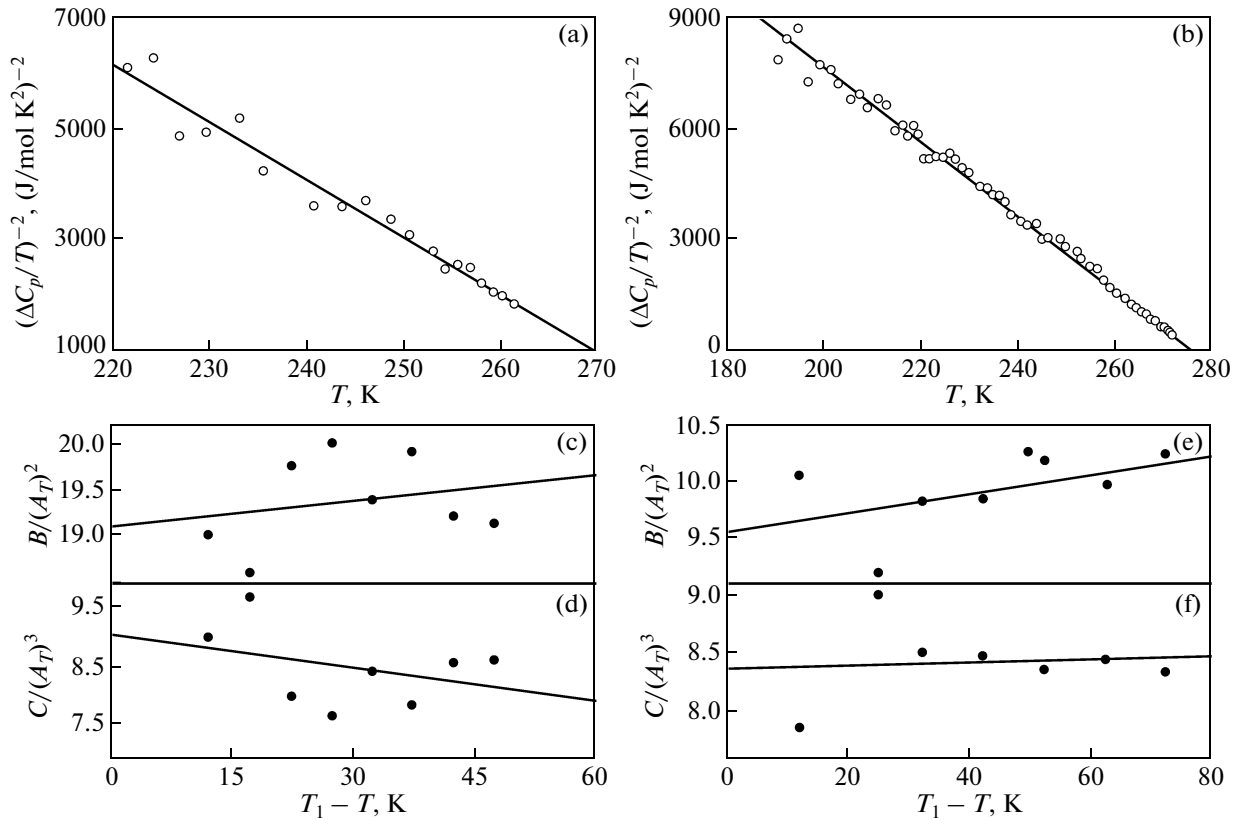 (a)
(ΔC_p/T)^−2, (J/mol K^2)^−2
7000
5000
3000
1000
220 230 240 250 260 270
T, K
(b)
(ΔC_p/T)^−2, (J/mol K^2)^−2
9000
6000
3000
0
180 200 220 240 260 280
T, K
(c)
B/(A_T)^2
20.0
19.5
19.0
(d)
C/(A_T)^3
9.5
8.5
7.5
0 15 30 45 60
T_1 − T, K
(e)
B/(A_T)^2
10.5
10.0
9.5
(f)
C/(A_T)^3
9.0
8.5
8.0
0 20 40 60 80
T_1 − T, K